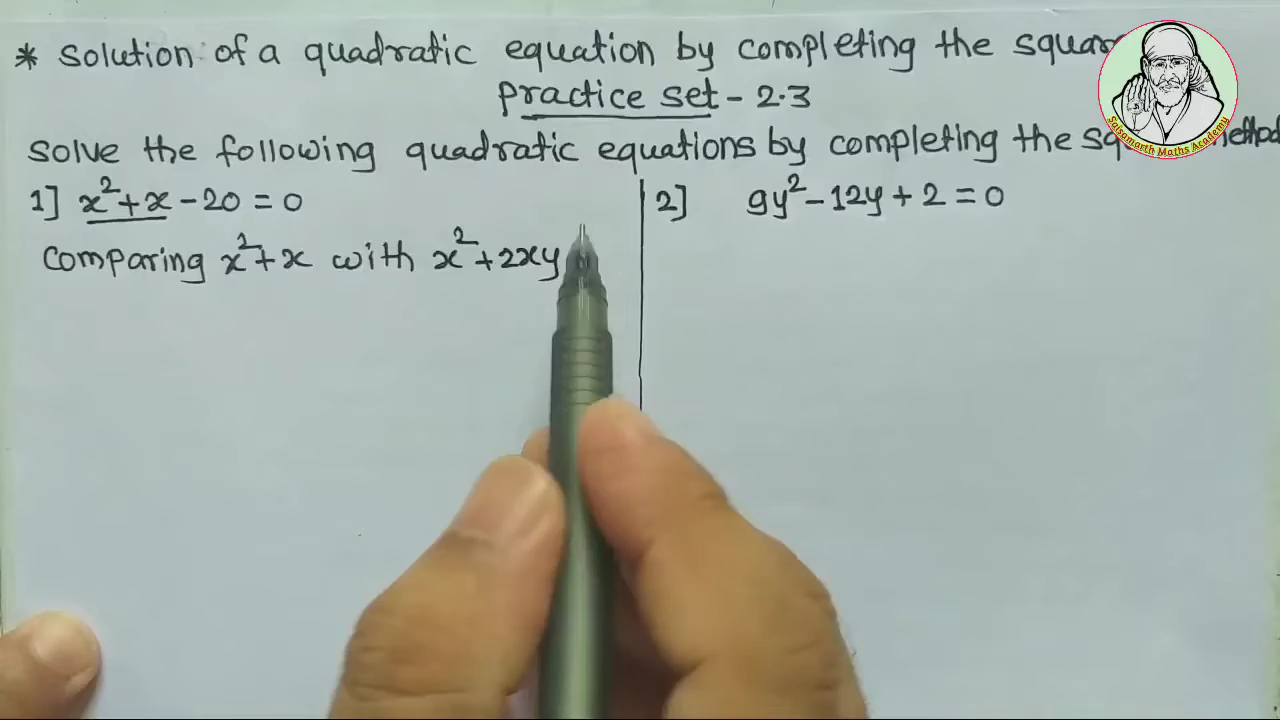 * Solution of a quadratic equation by completing the square
Practice set - 2.3
Solve the following quadratic equations by completing the square method
1] x²+x-20=0
2] 9y²-12y+2=0
Comparing x²+x with x²+2xy
Saisamarth Maths Academy